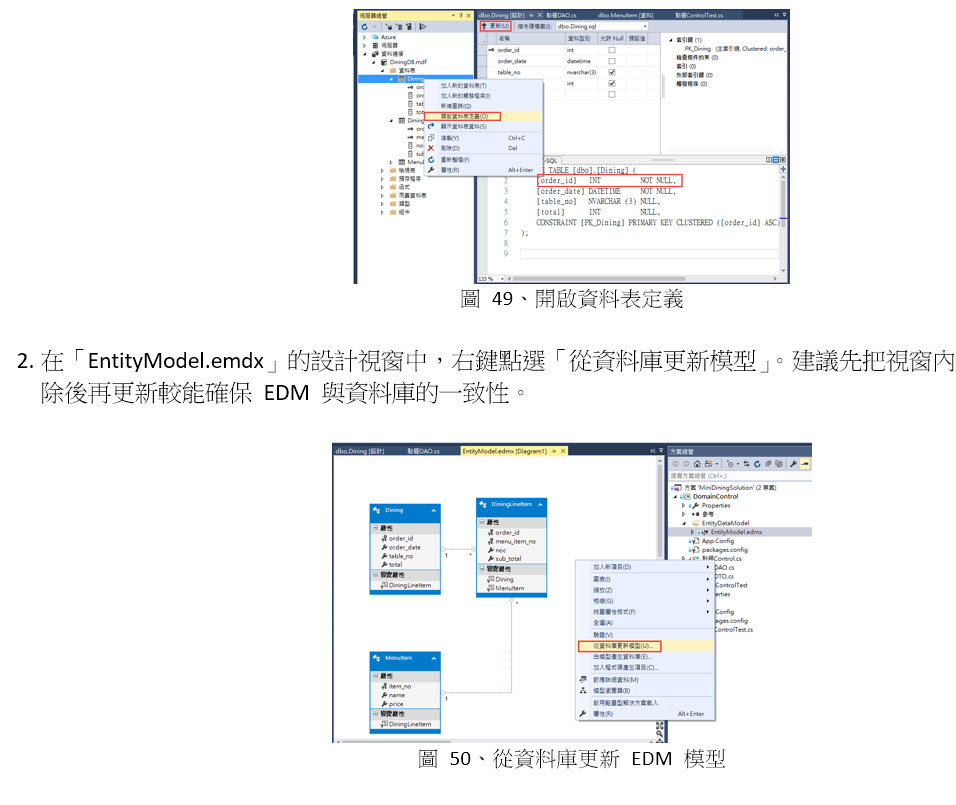 伺服器總管
Azure
伺服器
資料連接
DiningDB.mdf
資料表
檢視表
預存程序
函式
同義資料表
類型
組件
加入新的資料表(T)
加入新的觸發程序(I)
新增查詢(Q)
開啟資料表定義(O)
顯示資料表資料(S)
複製(Y) Ctrl+C
刪除(D) Del
重新整理(F)
屬性(R) Alt+Enter
dbo.Dining [設計] 點餐DAO.cs dbo.MenuItem [資料] 點餐ControlTest.cs
更新(U) 指令碼檔案(I): dbo.Dining.sql
名稱 資料型別 允許 Null 預設值
order_id int
order_date datetime
table_no nvarchar(3)
int
索引鍵 (1)
PK_Dining (主索引鍵, Clustered: order_
檢查條件約束 (0)
索引 (0)
外部索引鍵 (0)
觸發程序 (0)
TABLE [dbo].[Dining] (
2 [order_id] INT NOT NULL,
3 [order_date] DATETIME NOT NULL,
4 [table_no] NVARCHAR (3) NULL,
5 [total] INT NULL,
6 CONSTRAINT [PK_Dining] PRIMARY KEY CLUSTERED ([order_id] ASC)
7 );
8
9
133 %
圖 49、開啟資料表定義
2. 在「EntityModel.emdx」的設計視窗中，右鍵點選「從資料庫更新模型」。建議先把視窗內
除後再更新較能確保 EDM 與資料庫的一致性。
dbo.Dining [設計] 點餐DAO.cs EntityModel.edmx [Diagram1]
Dining
屬性
order_id
order_date
table_no
total
導覽屬性
DiningLineItem
DiningLineItem
屬性
order_id
menu_item_no
noc
sub_total
導覽屬性
Dining
MenuItem
1 *
*
MenuItem
屬性
item_no
name
price
導覽屬性
DiningLineItem
1
加入新項目(D)
圖表(I)
縮放(Z)
格線(G)
純量屬性格式(F)
全選(A)
驗證(V)
從資料庫更新模型(U)...
由模型產生資料庫(E)...
加入程式碼產生項目(C)...
對應詳細資料(M)
模型瀏覽器(B)
啟用輕量型解決方案載入
屬性(R) Alt+Enter
方案總管
搜尋方案總管 (Ctrl+;)
方案 'MiniDiningSolution' (2 專案)
DomainControl
Properties
參考
EntityDataModel
EntityModel.edmx
App.Config
packages.config
點餐Control.cs
DAO.cs
DTO.cs
ControlTest
erties
Config
ages.config
ControlTest.cs
圖 50、從資料庫更新 EDM 模型